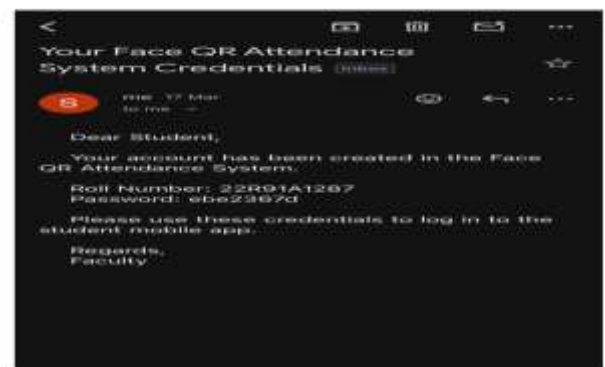 Your Face QR Attendance
System Credentials Inbox
S
me 17 Mar
to me
Dear Student,
Your account has been created in the Face
QR Attendance System.
Roll Number: 22R91A1287
Password: ebe2367d
Please use these credentials to log in to the
student mobile app.
Regards,
Faculty